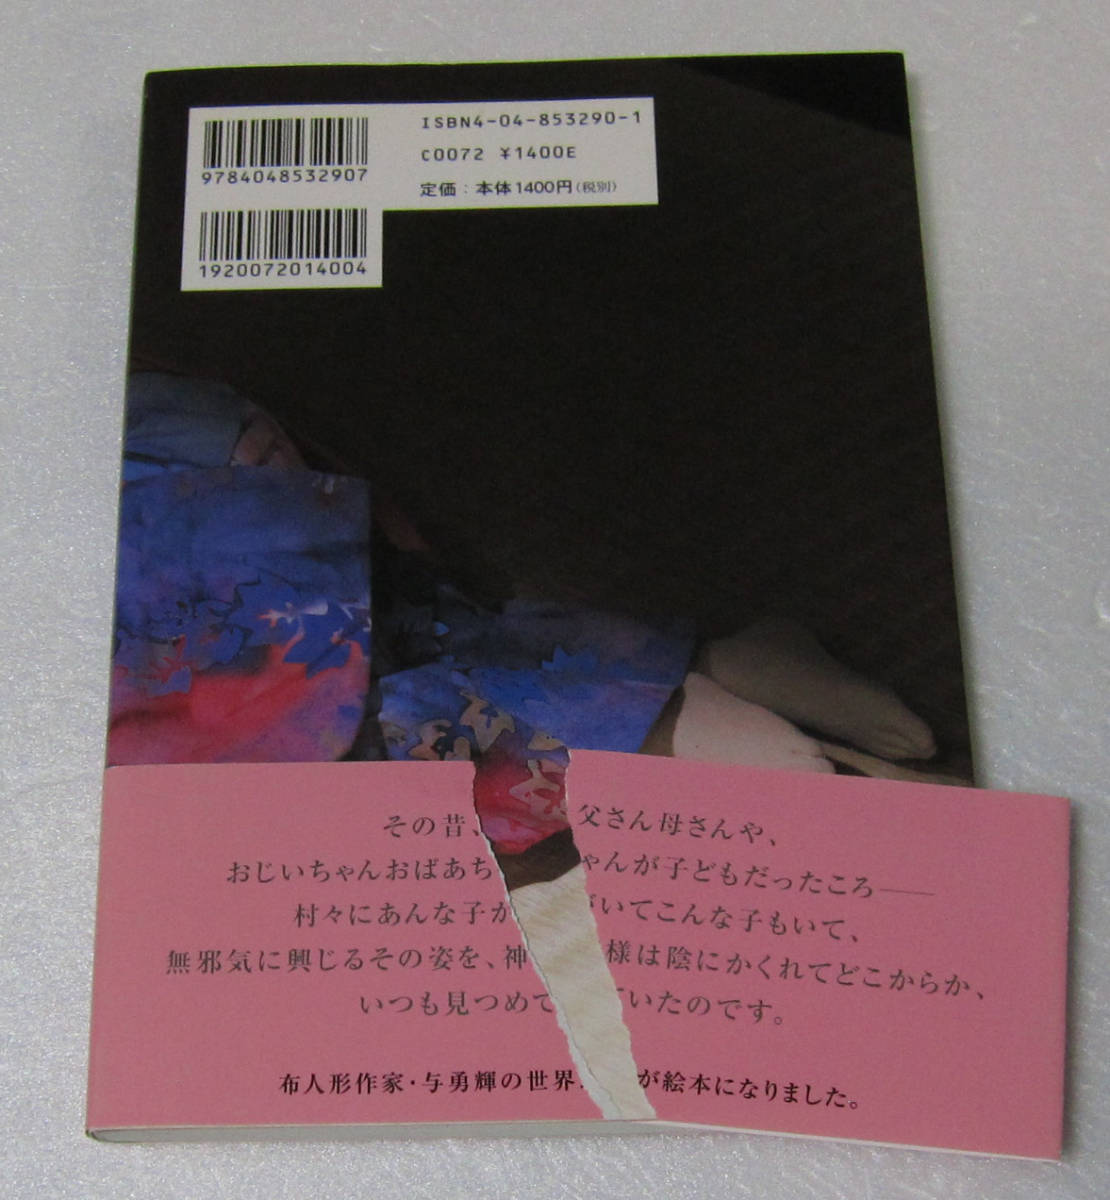 ISBN4-04-853290-1
C0072 ¥1400E
定価：本体1400円(税別)
9784048532907
1920072014004
その昔、父さん母さんや、
おじいちゃんおばあちゃんが子どもだったころ――
村々にあんな子がいてこんな子もいて、
無邪気に興じるその姿を、神様は陰にかくれてどこからか、
いつも見つめていたのです。
布人形作家・与勇輝の世界が絵本になりました。